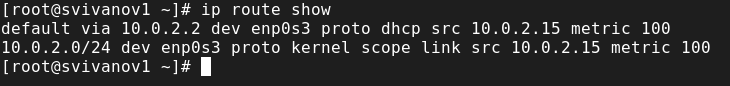 [root@svivanov1 ~]# ip route show
default via 10.0.2.2 dev enp0s3 proto dhcp src 10.0.2.15 metric 100
10.0.2.0/24 dev enp0s3 proto kernel scope link src 10.0.2.15 metric 100
[root@svivanov1 ~]#